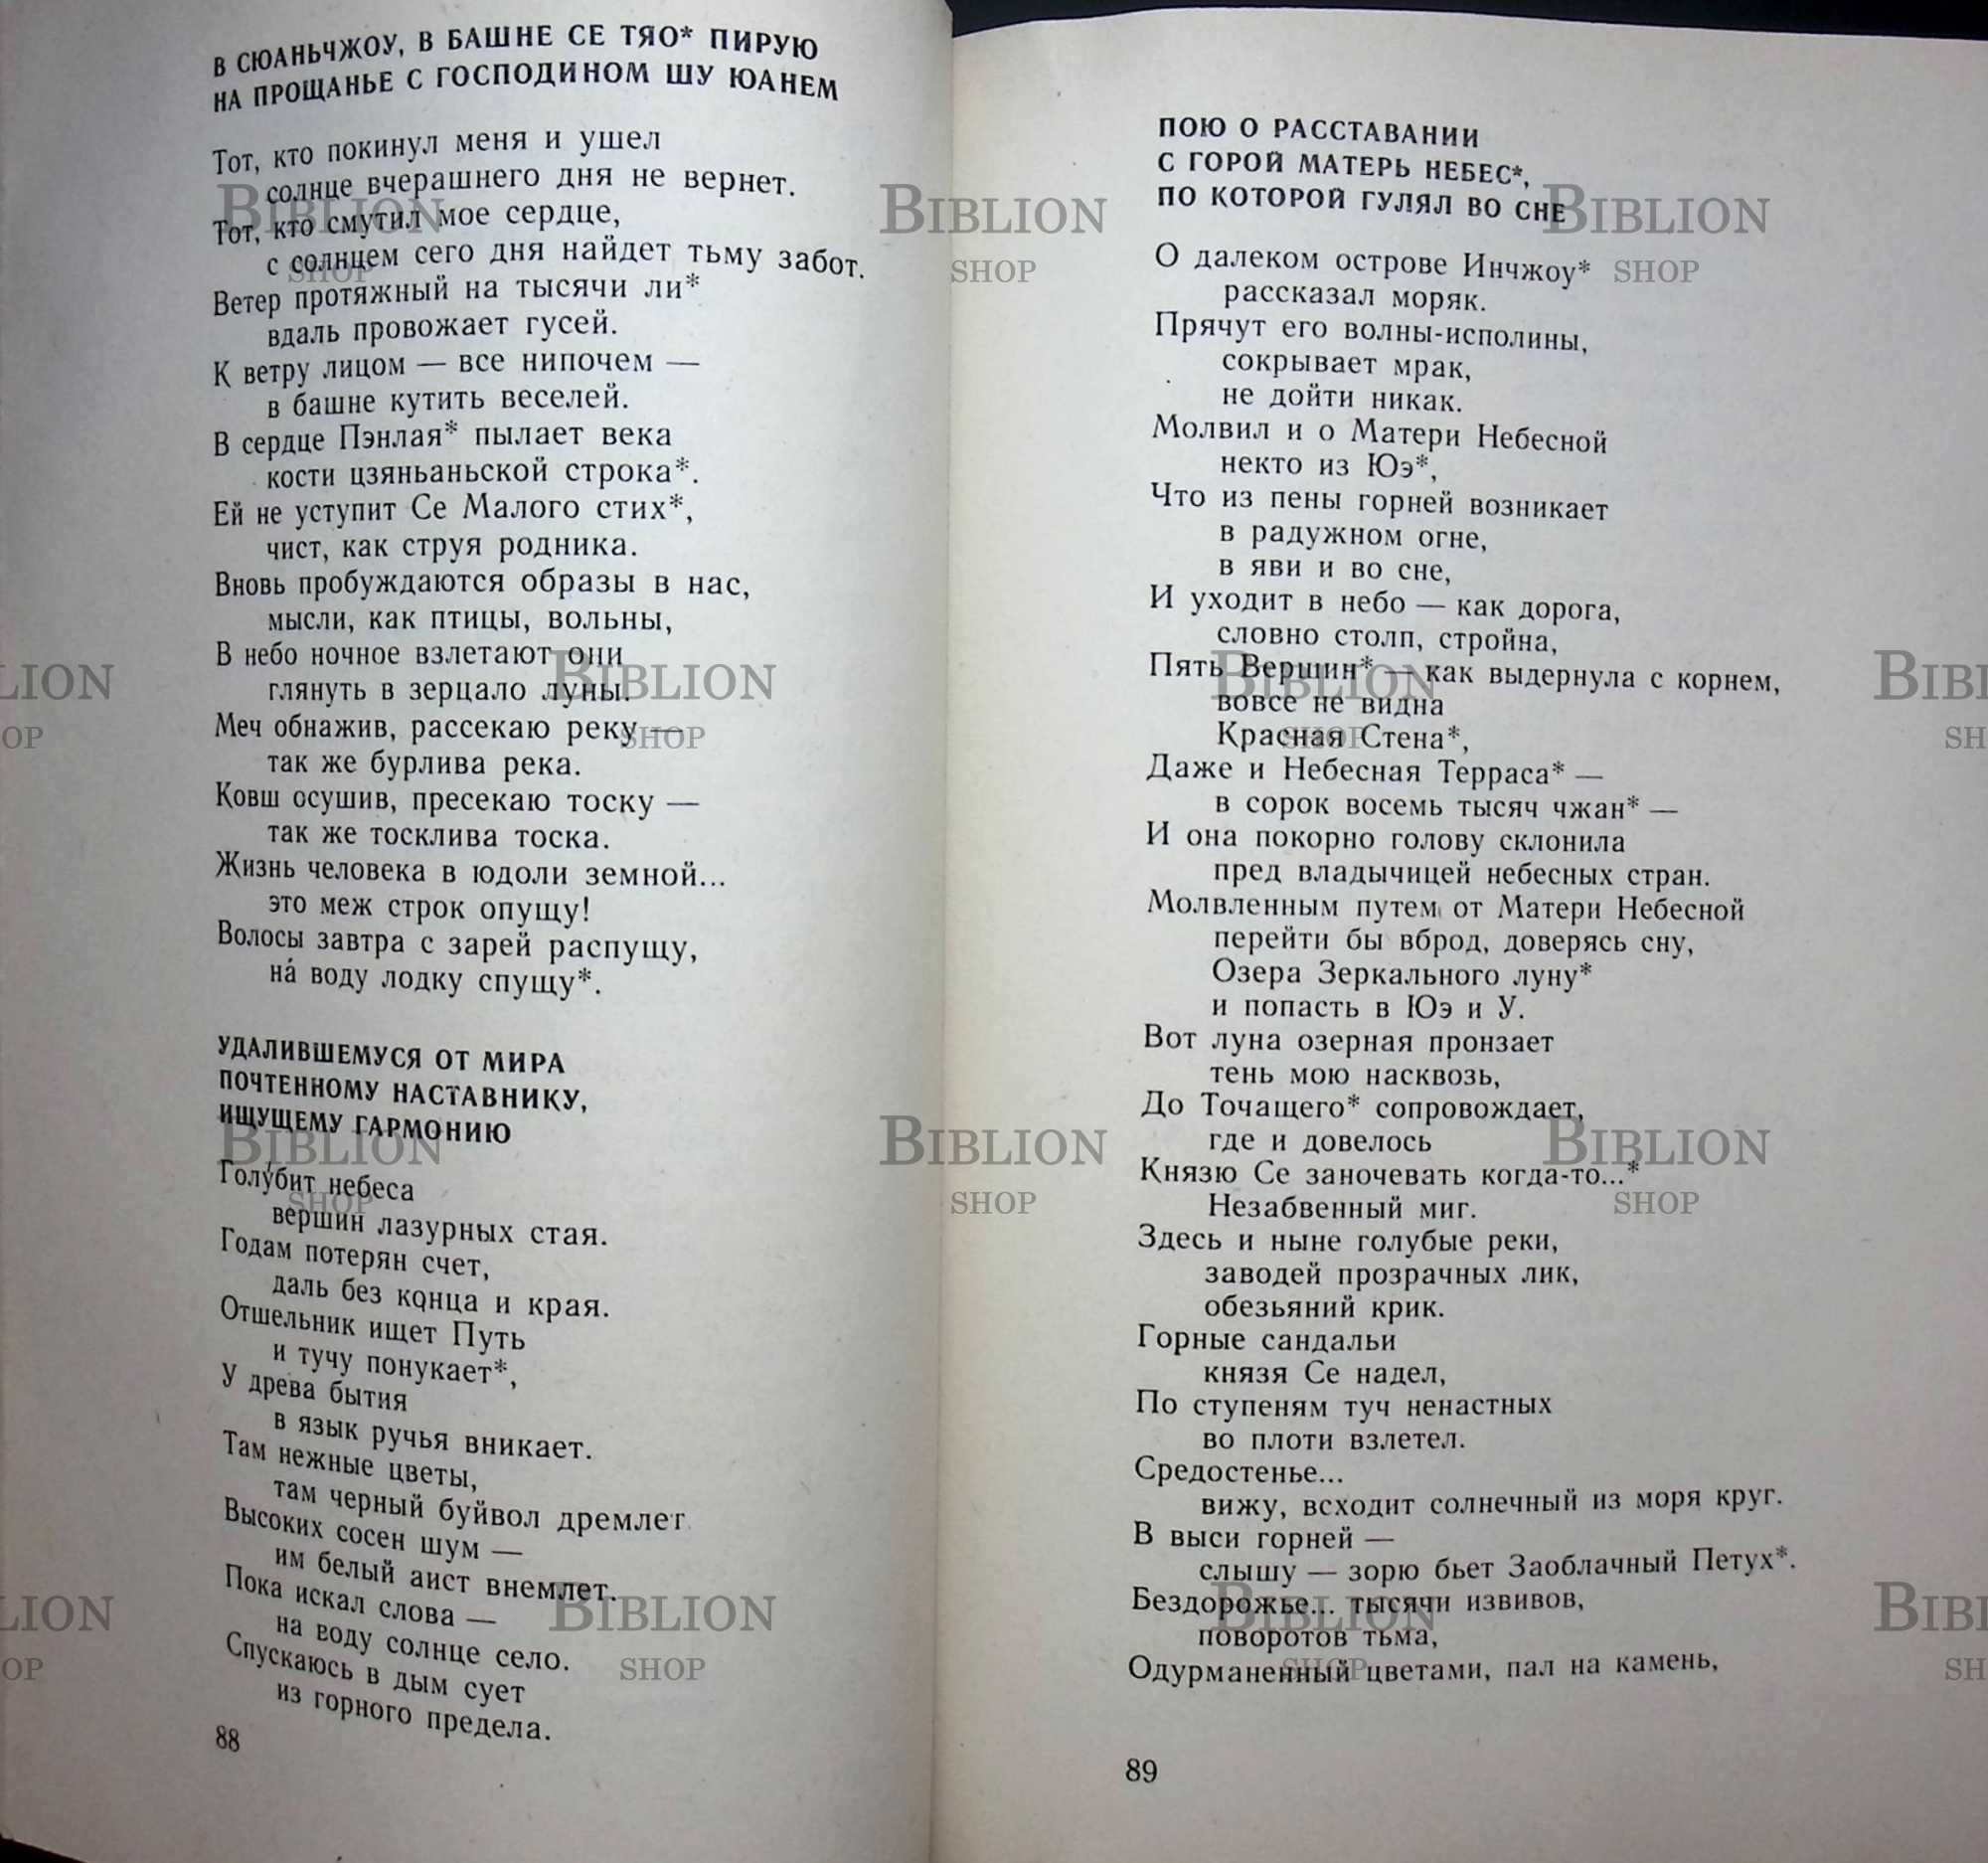 В СЮАНЬЧЖОУ, В БАШНЕ СЕ ТЯО* ПИРУЮ
НА ПРОЩАНЬЕ С ГОСПОДИНОМ ШУ ЮАНЕМ
Тот, кто покинул меня и ушел
солнце вчерашнего дня не вернет.
Тот, кто смутил мое сердце,
с солнцем сего дня найдет тьму забот.
Ветер протяжный на тысячи ли*
вдаль провожает гусей.
К ветру лицом — все нипочем —
в башне кутить веселей.
В сердце Пэнлая* пылает века
кости цзяньаньской строка*.
Ей не уступит Се Малого стих*,
чист, как струя родника.
Вновь пробуждаются образы в нас,
мысли, как птицы, вольны,
В небо ночное взлетают они
глянуть в зерцало луны.
Меч обнажив, рассекаю реку —
так же бурлива река.
Ковш осушив, пресекаю тоску —
так же тосклива тоска.
Жизнь человека в юдоли земной...
это меж строк опущу!
Волосы завтра с зарей распущу,
на́ воду лодку спущу*.
УДАЛИВШЕМУСЯ ОТ МИРА
ПОЧТЕННОМУ НАСТАВНИКУ,
ИЩУЩЕМУ ГАРМОНИЮ
Голубит небеса
вершин лазурных стая.
Годам потерян счет,
даль без конца и края.
Отшельник ищет Путь
и тучу понукает*,
У древа бытия
в язык ручья вникает.
Там нежные цветы,
там черный буйвол дремлет.
Высоких сосен шум —
им белый аист внемлет.
Пока искал слова —
на воду солнце село.
Спускаюсь в дым сует
из горного предела.
88
ПОЮ О РАССТАВАНИИ
С ГОРОЙ МАТЕРЬ НЕБЕС*,
ПО КОТОРОЙ ГУЛЯЛ ВО СНЕ
О далеком острове Инчжоу*
рассказал моряк.
Прячут его волны-исполины,
сокрывает мрак,
не дойти никак.
Молвил и о Матери Небесной
некто из Юэ*,
Что из пены горней возникает
в радужном огне,
в яви и во сне,
И уходит в небо — как дорога,
словно столп, стройна,
Пять Вершин* — как выдернула с корнем,
вовсе не видна
Красная Стена*,
Даже и Небесная Терраса* —
в сорок восемь тысяч чжан* —
И она покорно голову склонила
пред владычицей небесных стран.
Молвленным путем от Матери Небесной
перейти бы вброд, доверясь сну,
Озера Зеркального луну*
и попасть в Юэ и У.
Вот луна озерная пронзает
тень мою насквозь,
До Точащего* сопровождает,
где и довелось
Князю Се заночевать когда-то...*
Незабвенный миг.
Здесь и ныне голубые реки,
заводей прозрачных лик,
обезьяний крик.
Горные сандальи
князя Се надел,
По ступеням туч ненастных
во плоти взлетел.
Средостенье...
вижу, всходит солнечный из моря круг.
В выси горней —
слышу — зорю бьет Заоблачный Петух*.
Бездорожье... тысячи извивов,
поворотов тьма,
Одурманенный цветами, пал на камень,
89
BIBLION SHOP